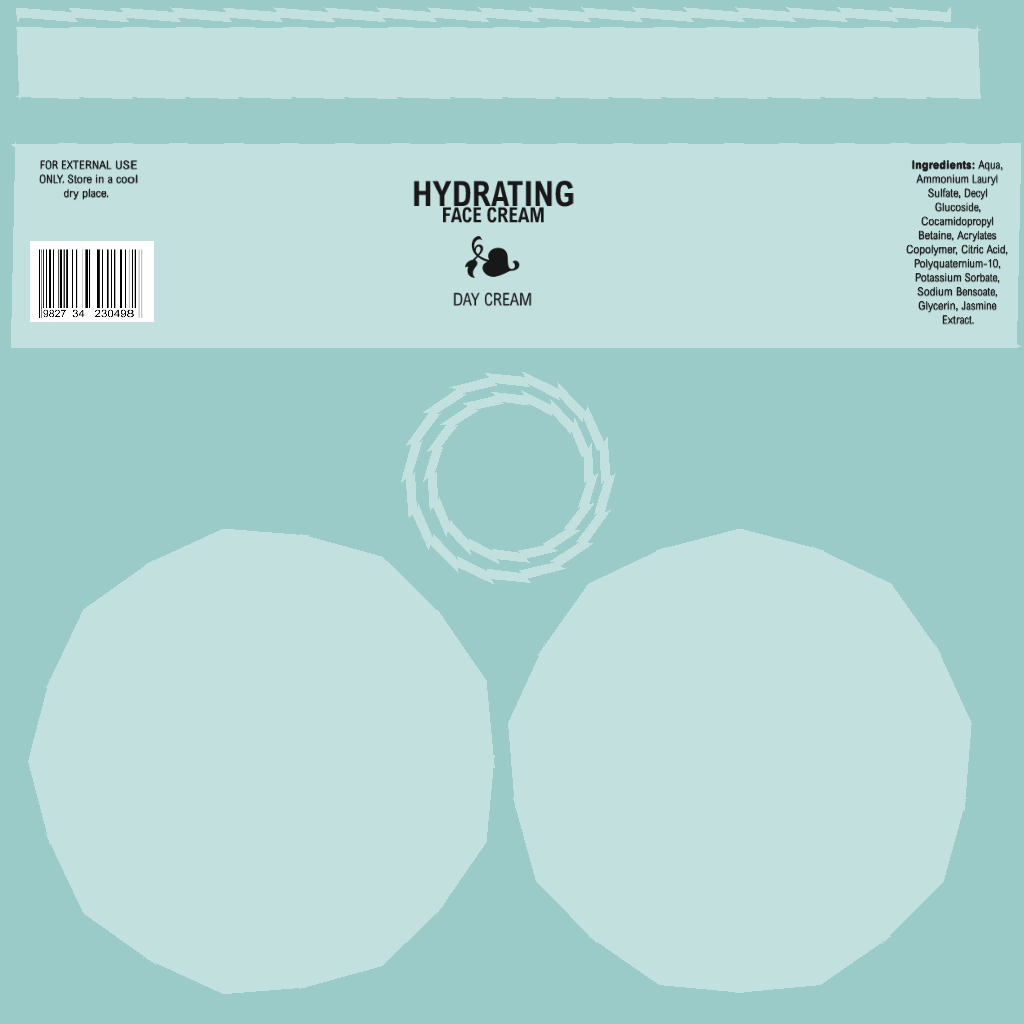 FOR EXTERNAL USE
ONLY. Store in a cool
dry place.
9827 34 230498
HYDRATING
FACE CREAM
DAY CREAM
Ingredients: Aqua,
Ammonium Lauryl
Sulfate, Decyl
Glucoside,
Cocamidopropyl
Betaine, Acrylates
Copolymer, Citric Acid,
Polyquaternium-10,
Potassium Sorbate,
Sodium Bensoate,
Glycerin, Jasmine
Extract.